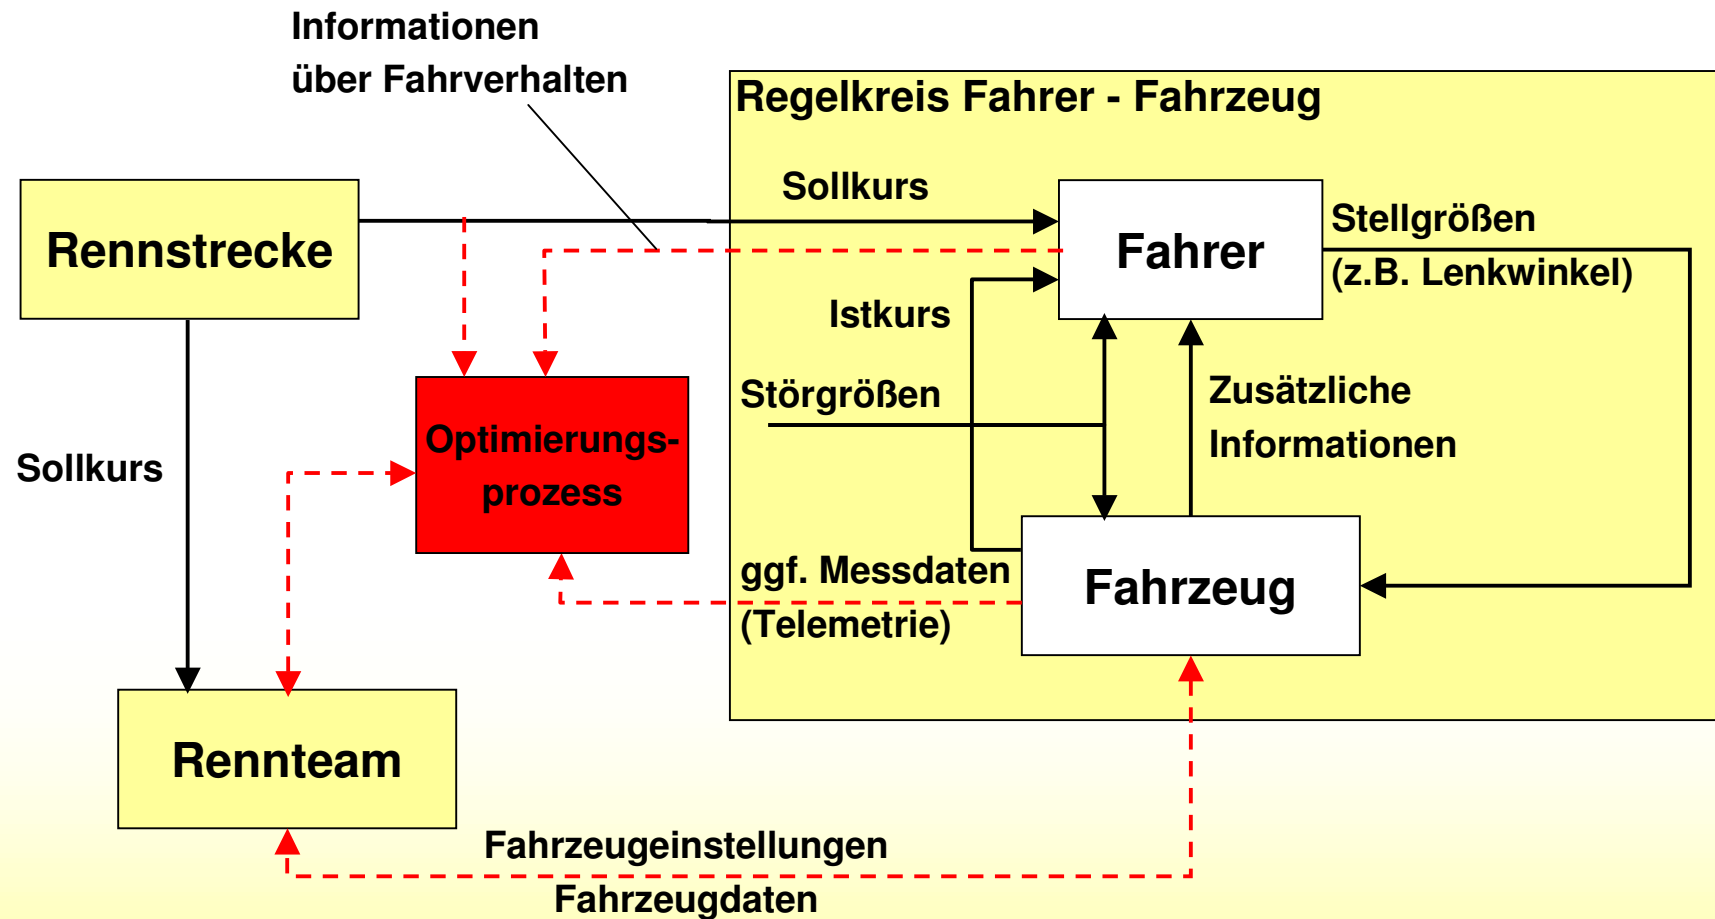 Informationen
über Fahrverhalten
Regelkreis Fahrer - Fahrzeug
Sollkurs
Rennstrecke
Fahrer
Stellgrößen
(z.B. Lenkwinkel)
Istkurs
Störgrößen
Zusätzliche
Informationen
Optimierungs-
prozess
Sollkurs
ggf. Messdaten
(Telemetrie)
Fahrzeug
Rennteam
Fahrzeugeinstellungen
Fahrzeugdaten